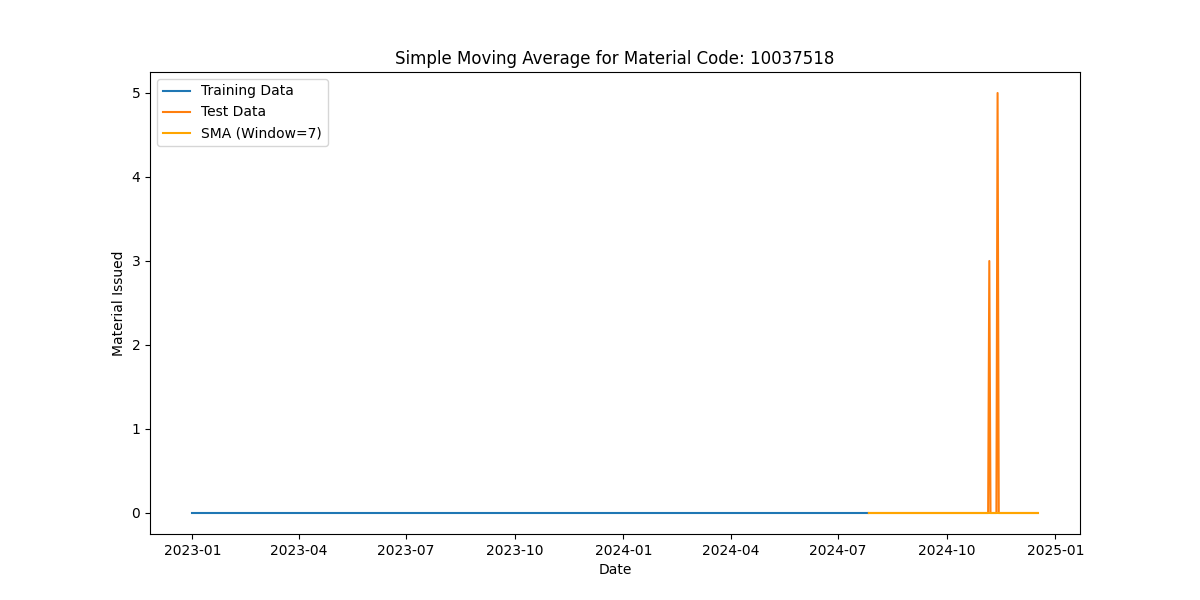 Simple Moving Average for Material Code: 10037518
Training Data
Test Data
SMA (Window=7)
Material Issued
5
4
3
2
1
0
2023-01 2023-04 2023-07 2023-10 2024-01 2024-04 2024-07 2024-10 2025-01
Date